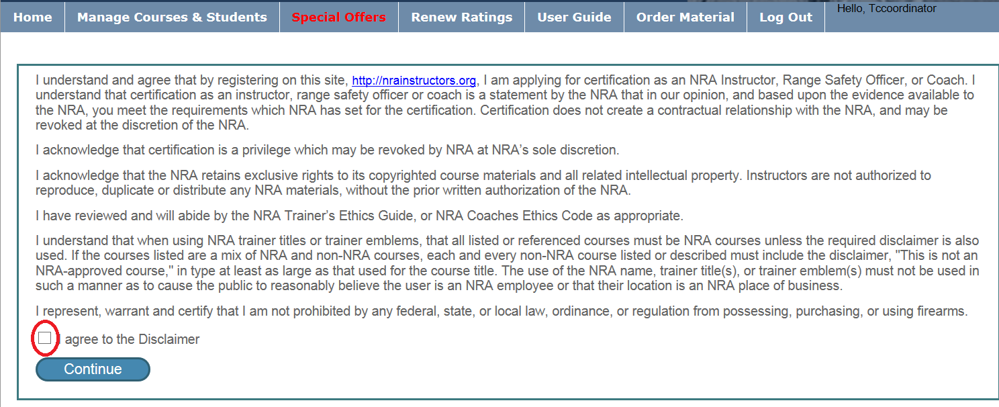 Home Manage Courses & Students Special Offers Renew Ratings User Guide Order Material Log Out Hello, Tccoordinator
I understand and agree that by registering on this site, http://nrainstructors.org, I am applying for certification as an NRA Instructor, Range Safety Officer, or Coach. I
understand that certification as an instructor, range safety officer or coach is a statement by the NRA that in our opinion, and based upon the evidence available to
the NRA, you meet the requirements which NRA has set for the certification. Certification does not create a contractual relationship with the NRA, and may be
revoked at the discretion of the NRA.
I acknowledge that certification is a privilege which may be revoked by NRA at NRA’s sole discretion.
I acknowledge that the NRA retains exclusive rights to its copyrighted course materials and all related intellectual property. Instructors are not authorized to
reproduce, duplicate or distribute any NRA materials, without the prior written authorization of the NRA.
I have reviewed and will abide by the NRA Trainer’s Ethics Guide, or NRA Coaches Ethics Code as appropriate.
I understand that when using NRA trainer titles or trainer emblems, that all listed or referenced courses must be NRA courses unless the required disclaimer is also
used. If the courses listed are a mix of NRA and non-NRA courses, each and every non-NRA course listed or described must include the disclaimer, "This is not an
NRA-approved course," in type at least as large as that used for the course title. The use of the NRA name, trainer title(s), or trainer emblem(s) must not be used in
such a manner as to cause the public to reasonably believe the user is an NRA employee or that their location is an NRA place of business.
I represent, warrant and certify that I am not prohibited by any federal, state, or local law, ordinance, or regulation from possessing, purchasing, or using firearms.
agree to the Disclaimer
Continue